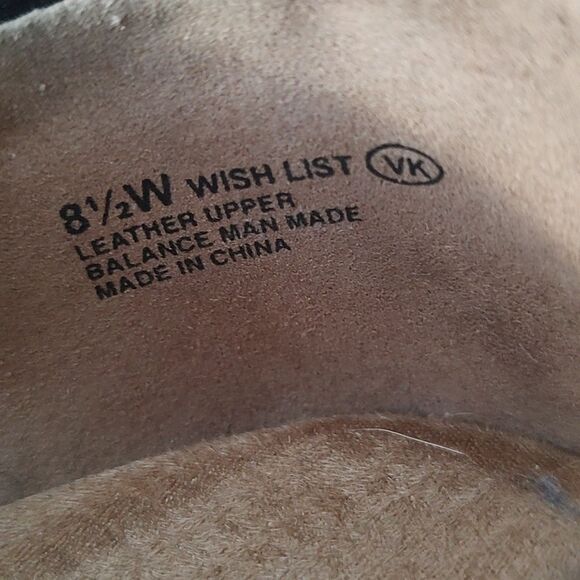 8½W WISH LIST VK
LEATHER UPPER
BALANCE MAN MADE
MADE IN CHINA